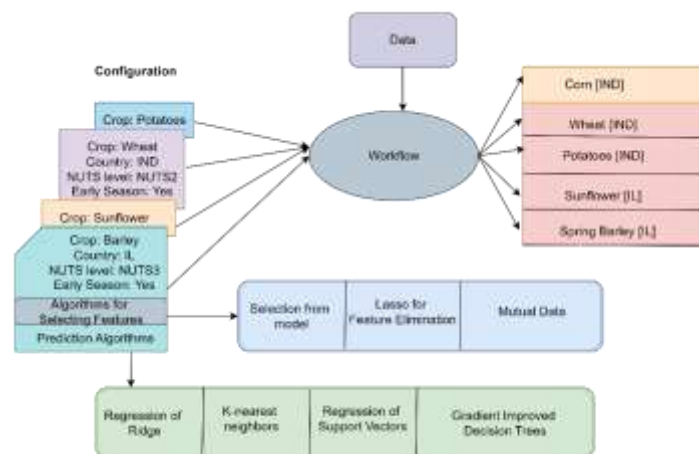 Data
Configuration
Crop: Potatoes
Crop: Wheat
Country: IND
NUTS level: NUTS2
Early Season: Yes
Crop: Sunflower
Crop: Barley
Country: IL
NUTS level: NUTS3
Early Season: Yes
Algorithms for
Selecting Features
Prediction Algorithms
Workflow
Corn [IND]
Wheat [IND]
Potatoes [IND]
Sunflower [IL]
Spring Barley [IL]
Selection from
model
Lasso for
Feature Elimination
Mutual Data
Regression of
Ridge
K-nearest
neighbors
Regression of
Support Vectors
Gradient Improved
Decision Trees